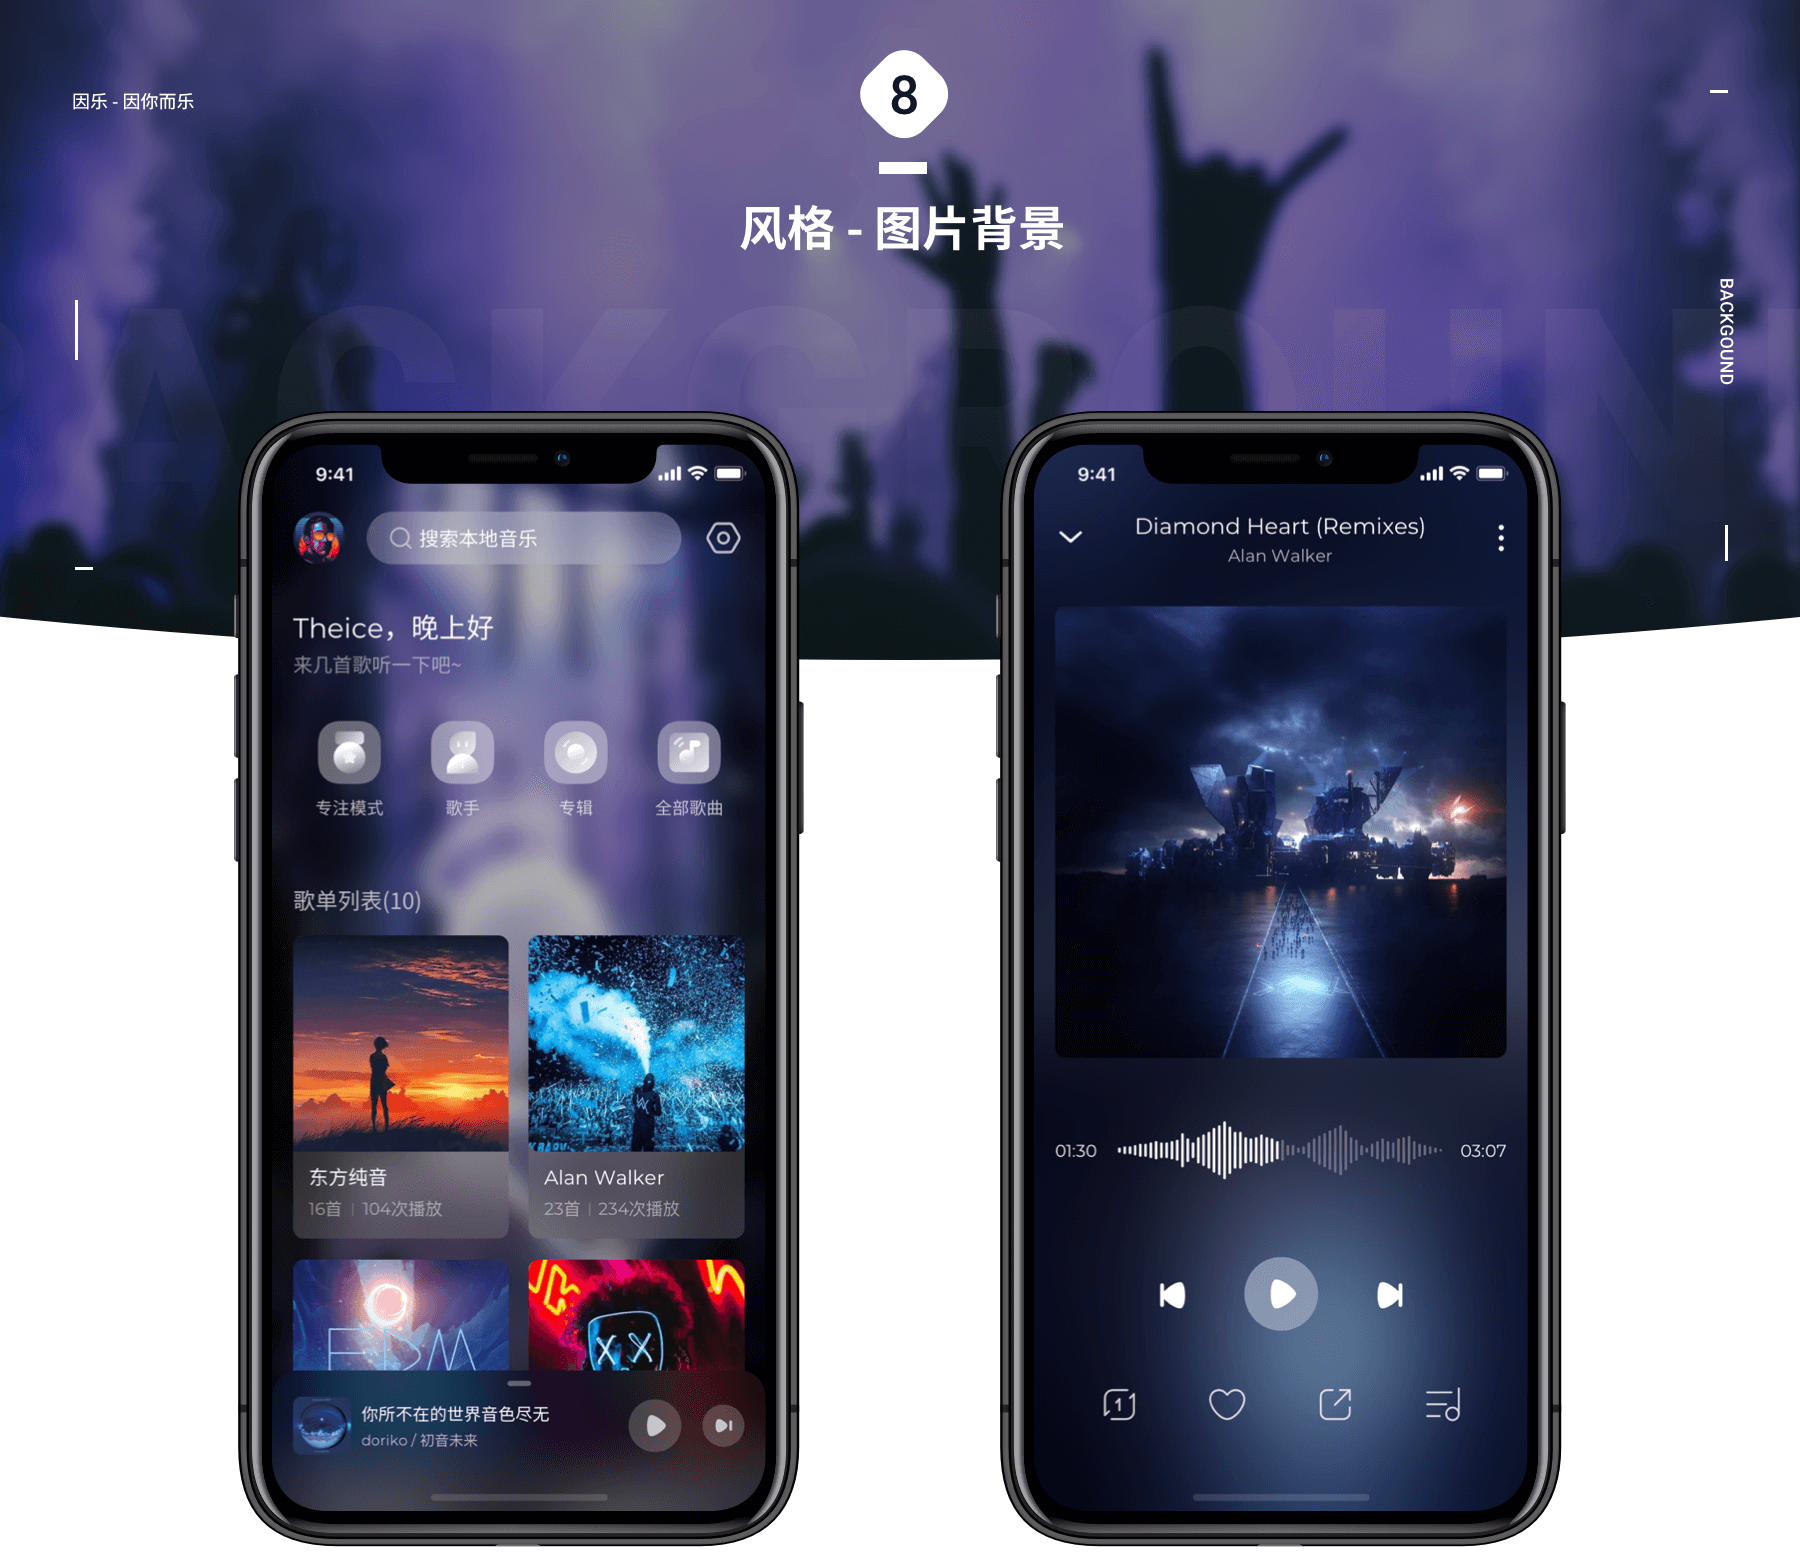 因乐 - 因你而乐
8
风格 - 图片背景
BACKGOUND
BACKGROUN
9:41
搜索本地音乐
Theice，晚上好
来几首歌听一下吧~
专注模式
歌手
专辑
全部歌曲
歌单列表(10)
东方纯音
16首 | 104次播放
Alan Walker
23首 | 234次播放
EDM
你所不在的世界音色尽无
doriko / 初音未来
9:41
Diamond Heart (Remixes)
Alan Walker
01:30
03:07
1